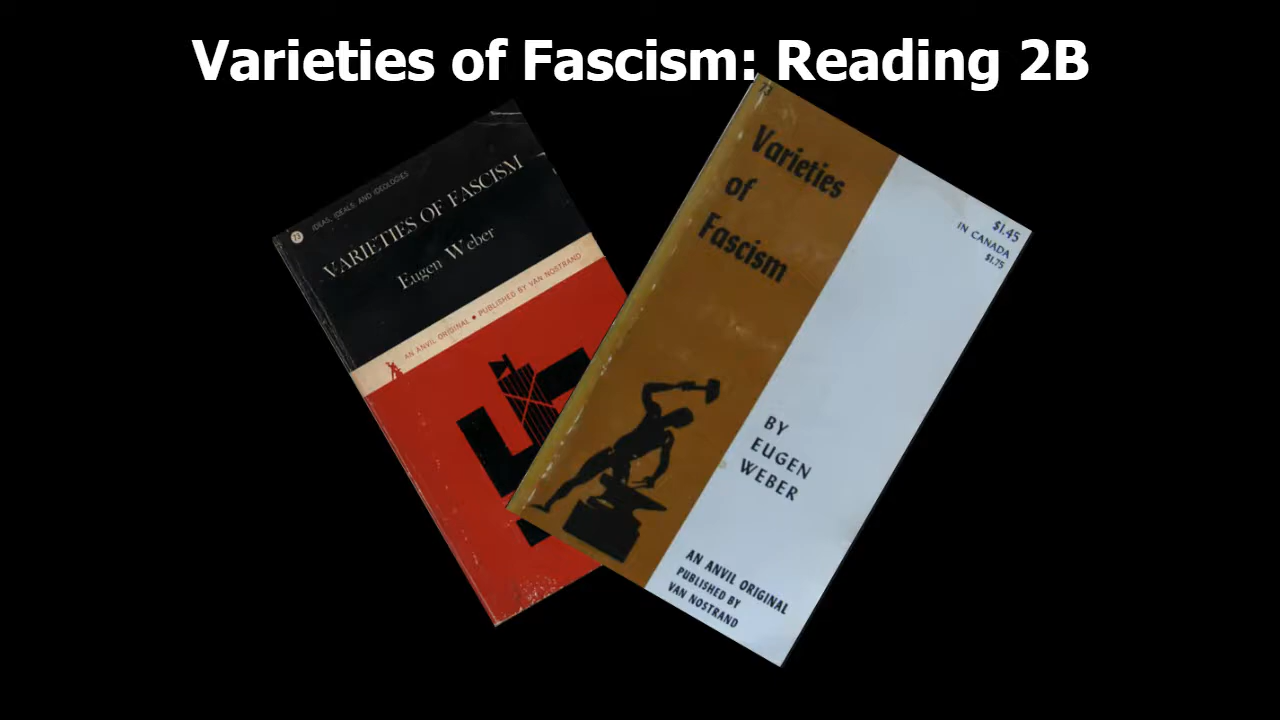 Varieties of Fascism: Reading 2B
73
IDEAS, IDEALS, AND IDEOLOGIES
VARIETIES OF FASCISM
Eugen Weber
AN ANVIL ORIGINAL • PUBLISHED BY VAN NOSTRAND
73
Varieties
of
Fascism
$1.45
IN CANADA
$1.75
BY
EUGEN
WEBER
AN ANVIL ORIGINAL
PUBLISHED BY
VAN NOSTRAND